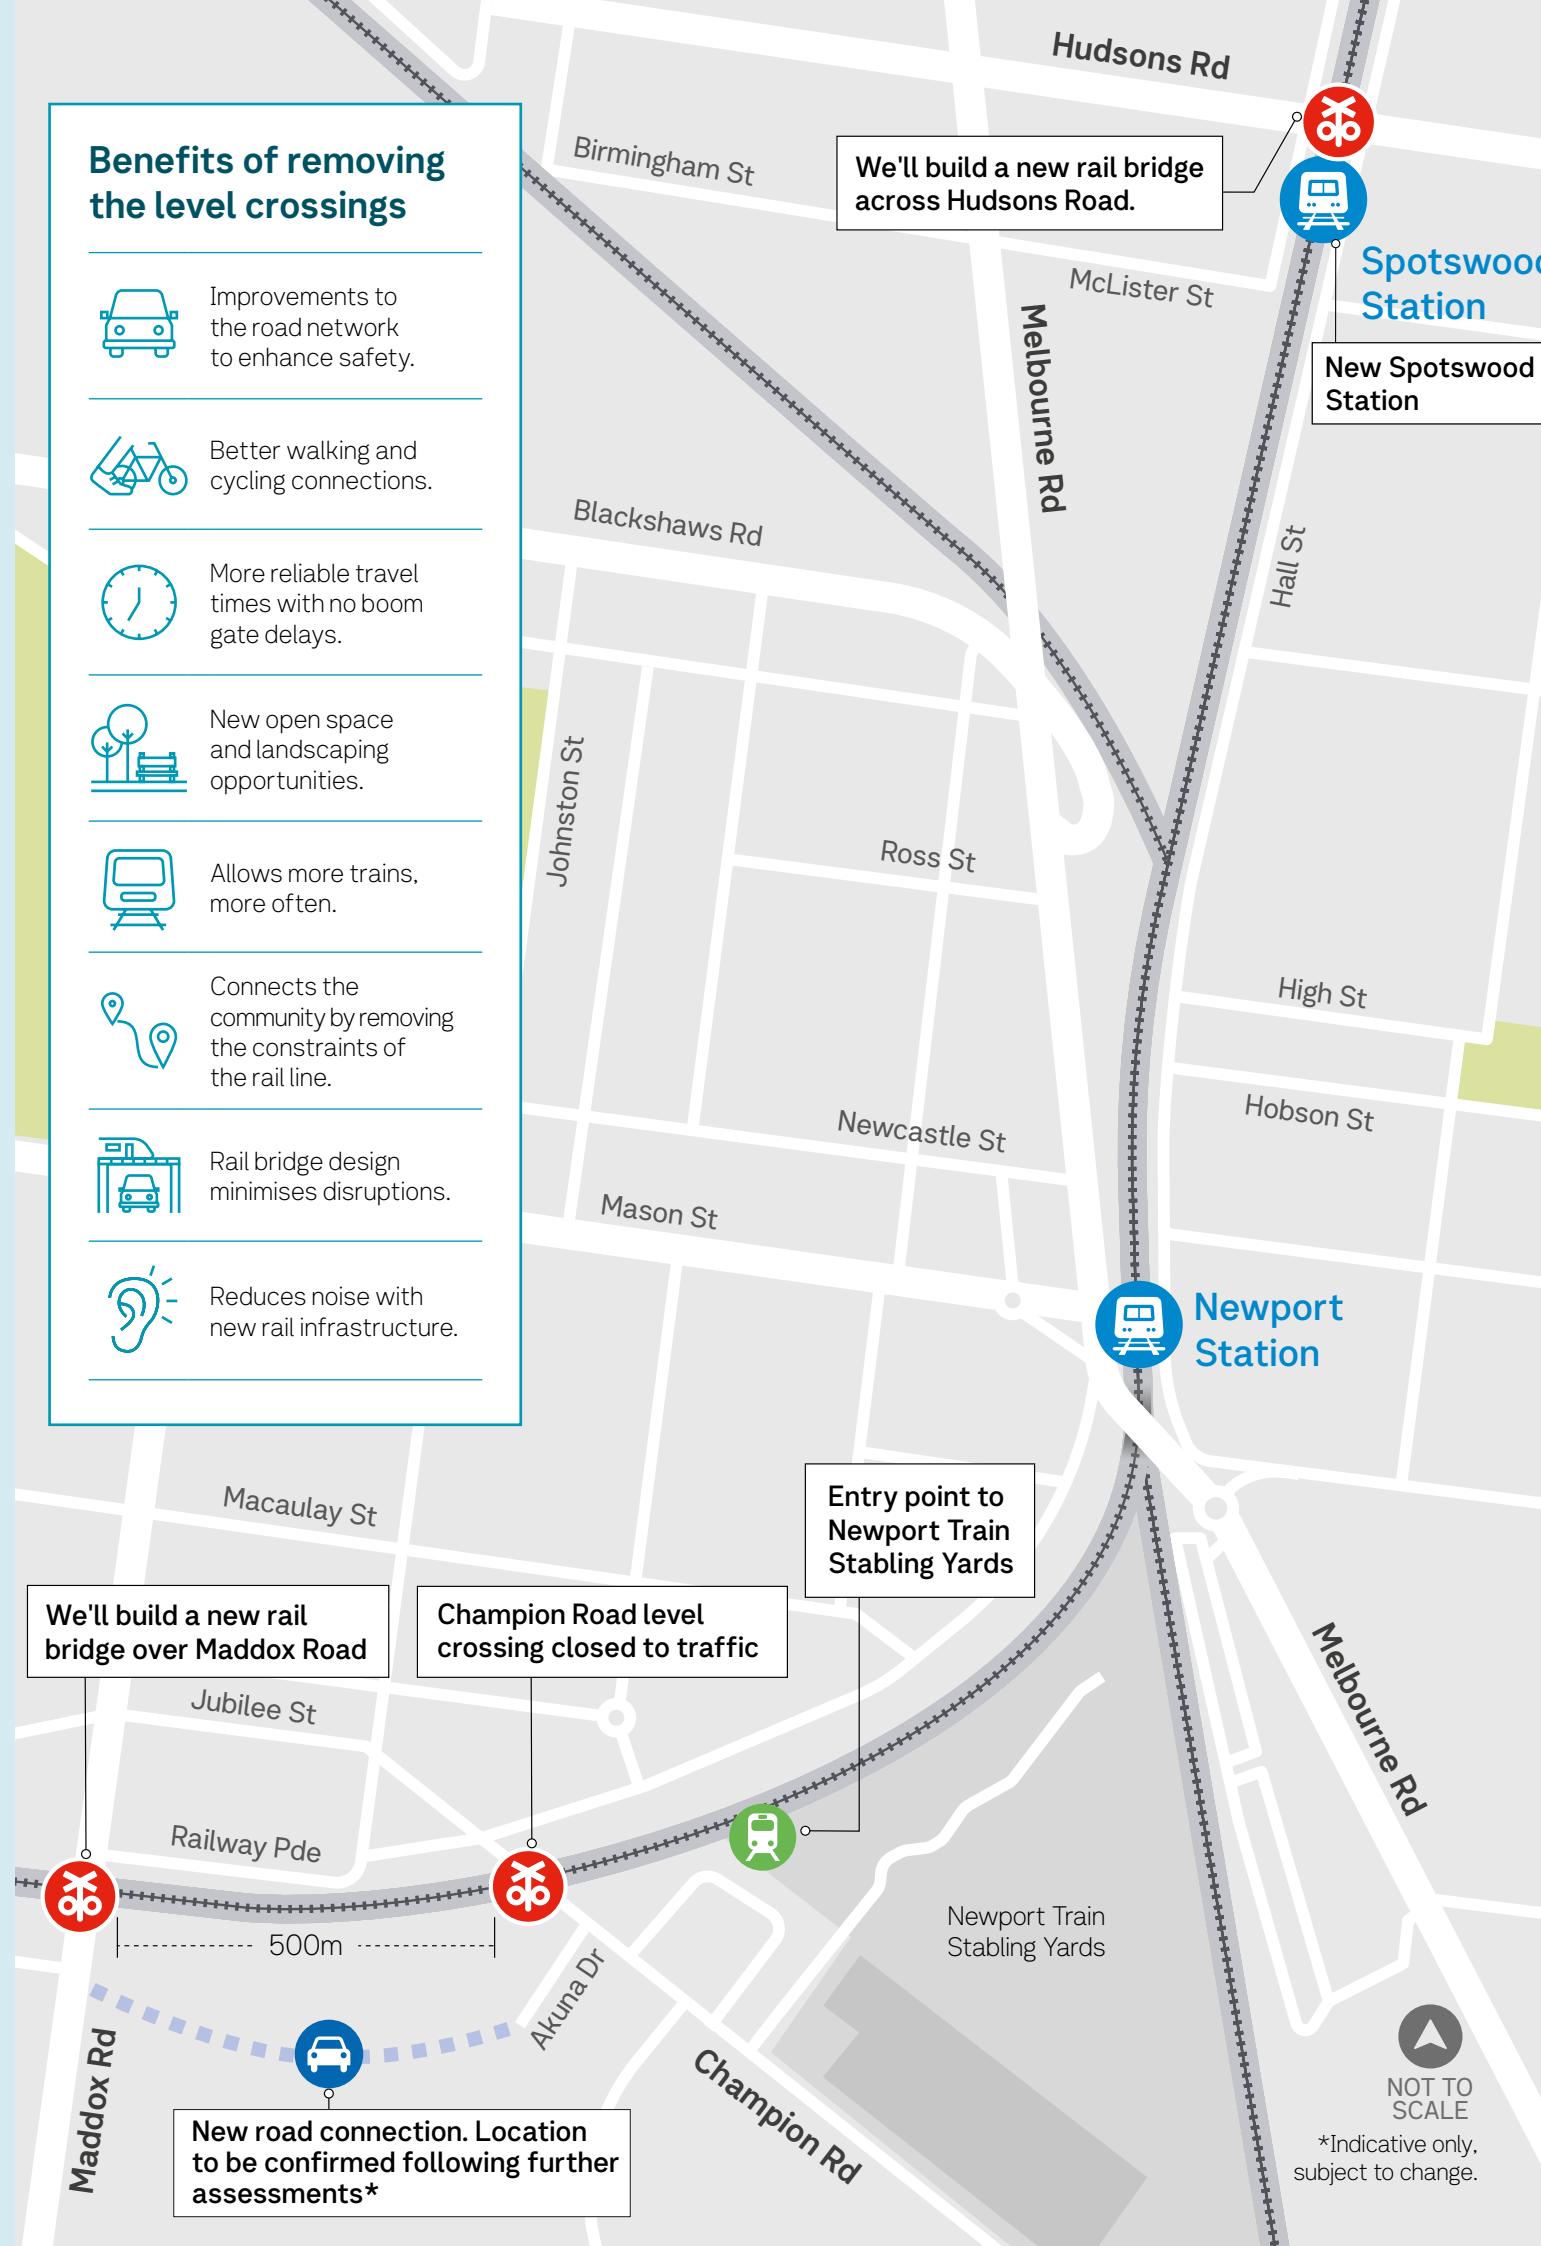 Hudsons Rd
Birmingham St
We'll build a new rail bridge
across Hudsons Road.
McLister St
Spotswood
Station
New Spotswood
Station
Melbourne Rd
Hall St
Benefits of removing
the level crossings
Improvements to
the road network
to enhance safety.
Better walking and
cycling connections.
More reliable travel
times with no boom
gate delays.
New open space
and landscaping
opportunities.
Allows more trains,
more often.
Connects the
community by removing
the constraints of
the rail line.
Rail bridge design
minimises disruptions.
Reduces noise with
new rail infrastructure.
Blackshaws Rd
Johnston St
Ross St
High St
Hobson St
Newcastle St
Mason St
Newport
Station
Macaulay St
Entry point to
Newport Train
Stabling Yards
We'll build a new rail
bridge over Maddox Road
Champion Road level
crossing closed to traffic
Jubilee St
Melbourne Rd
Railway Pde
500m
Newport Train
Stabling Yards
Akuna Dr
Maddox Rd
Champion Rd
New road connection. Location
to be confirmed following further
assessments*
NOT TO
SCALE
*Indicative only,
subject to change.